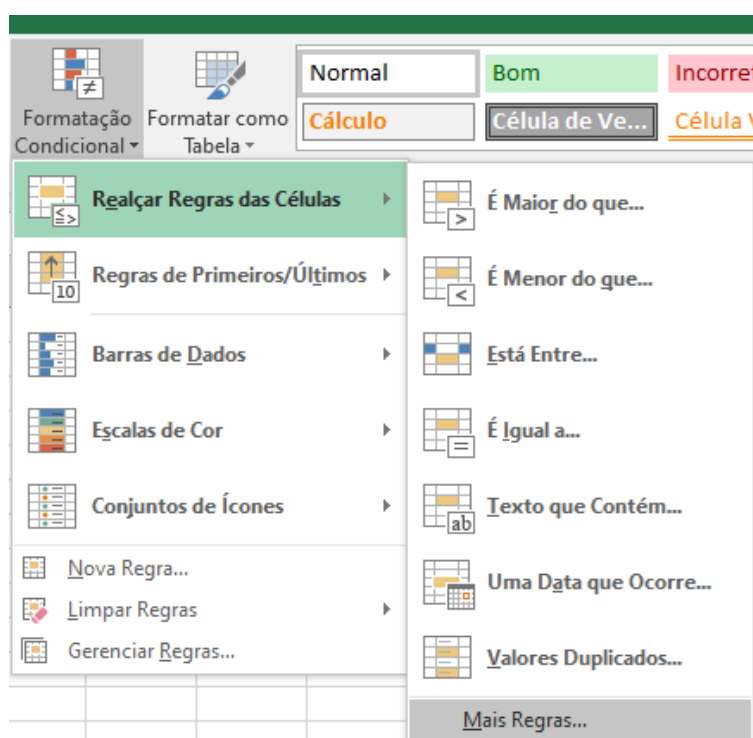 Normal
Bom
Incorre
Formatação Condicional
Formatar como Tabela
Cálculo
Célula de Ve...
Célula V
Realçar Regras das Células
Regras de Primeiros/Últimos
Barras de Dados
Escalas de Cor
Conjuntos de Ícones
Nova Regra...
Limpar Regras
Gerenciar Regras...
É Maior do que...
É Menor do que...
Está Entre...
É Igual a...
Texto que Contém...
Uma Data que Ocorre...
Valores Duplicados...
Mais Regras...